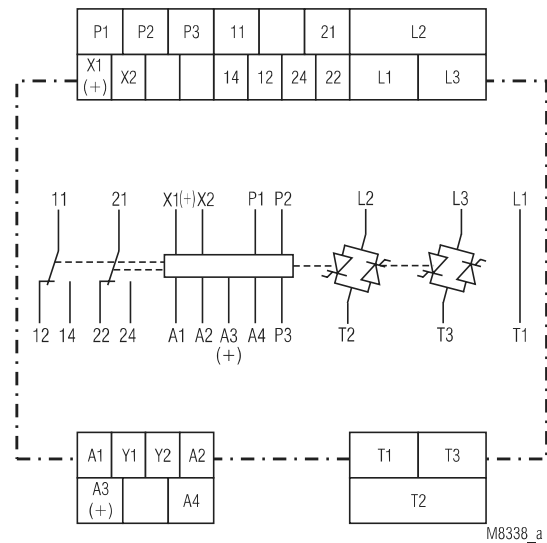 P1 P2 P3 11 21 L2
X1 (+) X2 14 12 24 22 L1 L3
11 21 X1(+) X2 P1 P2 L2 L3 L1
12 14 22 24 A1 A2 A3 A4 P3 T2 T3 T1
(+)
A1 Y1 Y2 A2 T1 T3
A3 (+) A4 T2
M8338_a